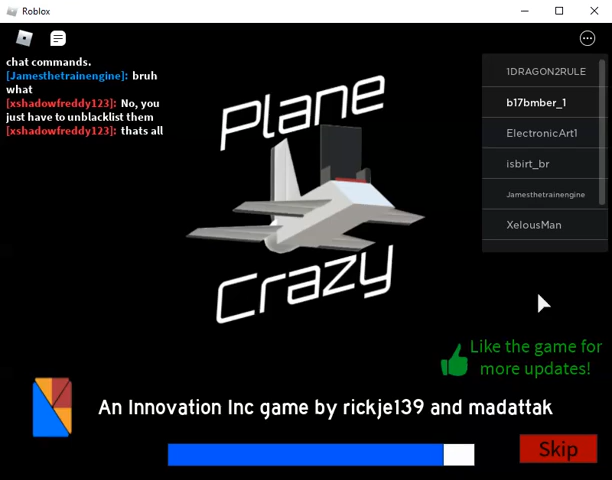 Roblox
chat commands.
[Jamesthetrainengine]: bruh
what
[xshadowfreddy123]: No, you
just have to unblacklist them
[xshadowfreddy123]: thats all
1DRAGON2RULE
b17bmber_1
ElectronicArt1
isbirt_br
Jamesthetrainengine
XelousMan
Plane
Crazy
Like the game for
more updates!
An Innovation Inc game by rickje139 and madattak
Skip